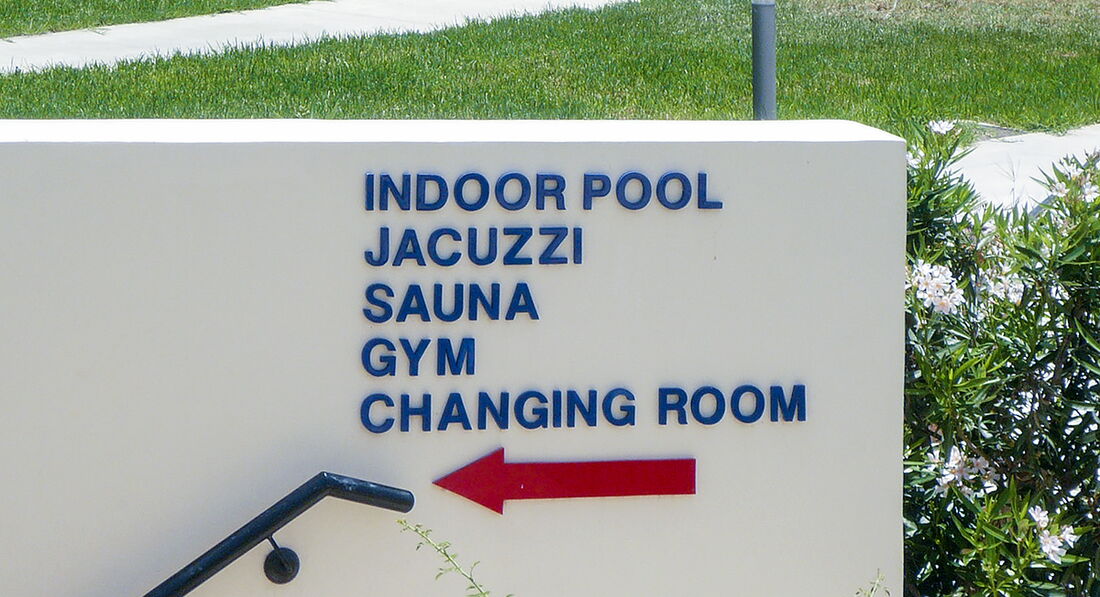 INDOOR POOL
JACUZZI
SAUNA
GYM
CHANGING ROOM